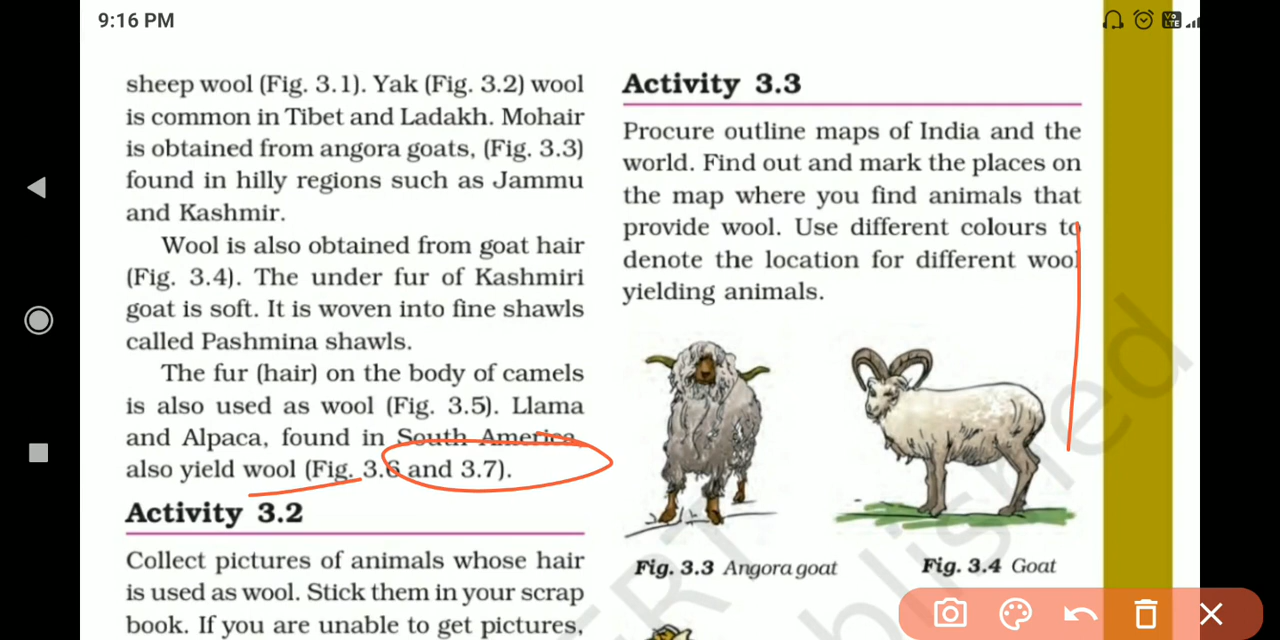 9:16 PM
Vo
LTE
sheep wool (Fig. 3.1). Yak (Fig. 3.2) wool
is common in Tibet and Ladakh. Mohair
is obtained from angora goats, (Fig. 3.3)
found in hilly regions such as Jammu
and Kashmir.
Wool is also obtained from goat hair
(Fig. 3.4). The under fur of Kashmiri
goat is soft. It is woven into fine shawls
called Pashmina shawls.
The fur (hair) on the body of camels
is also used as wool (Fig. 3.5). Llama
and Alpaca, found in South America,
also yield wool (Fig. 3.6 and 3.7).
Activity 3.2
Collect pictures of animals whose hair
is used as wool. Stick them in your scrap
book. If you are unable to get pictures,
Activity 3.3
Procure outline maps of India and the
world. Find out and mark the places on
the map where you find animals that
provide wool. Use different colours to
denote the location for different wool
yielding animals.
Fig. 3.3 Angora goat
Fig. 3.4 Goat